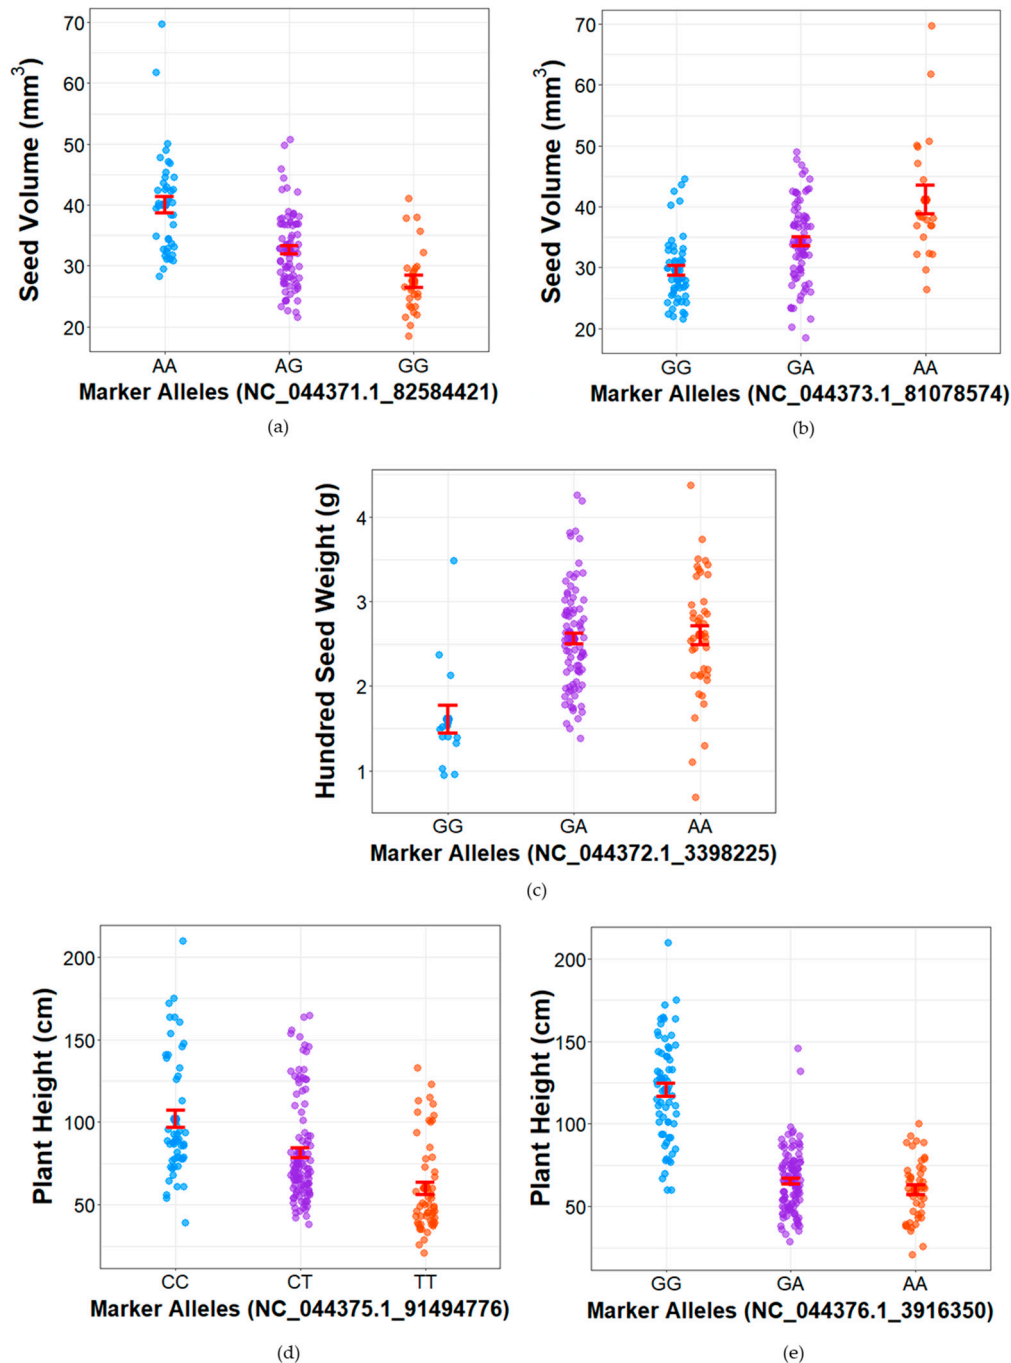 Seed Volume (mm³)
70
60
50
40
30
20
AA AG GG
Marker Alleles (NC_044371.1_82584421)
(a)
Seed Volume (mm³)
70
60
50
40
30
20
GG GA AA
Marker Alleles (NC_044373.1_81078574)
(b)
Hundred Seed Weight (g)
4
3
2
1
GG GA AA
Marker Alleles (NC_044372.1_3398225)
(c)
Plant Height (cm)
200
150
100
50
CC CT TT
Marker Alleles (NC_044375.1_91494776)
(d)
Plant Height (cm)
200
150
100
50
GG GA AA
Marker Alleles (NC_044376.1_3916350)
(e)